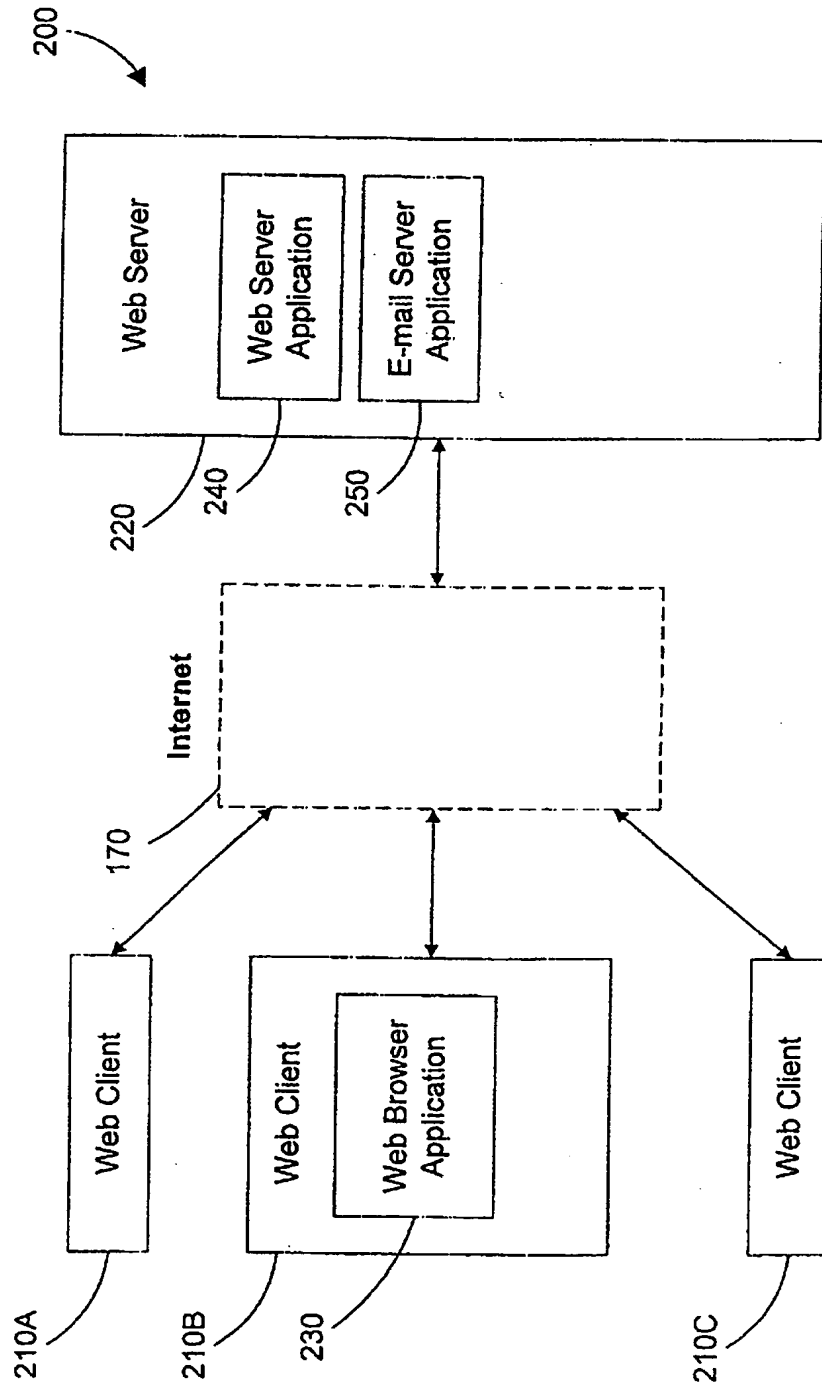 200
Web Server
Web Server
Application
E-mail Server
Application
220
240
250
Internet
170
Web Client
Web Client
Web Browser
Application
Web Client
210A
210B
230
210C